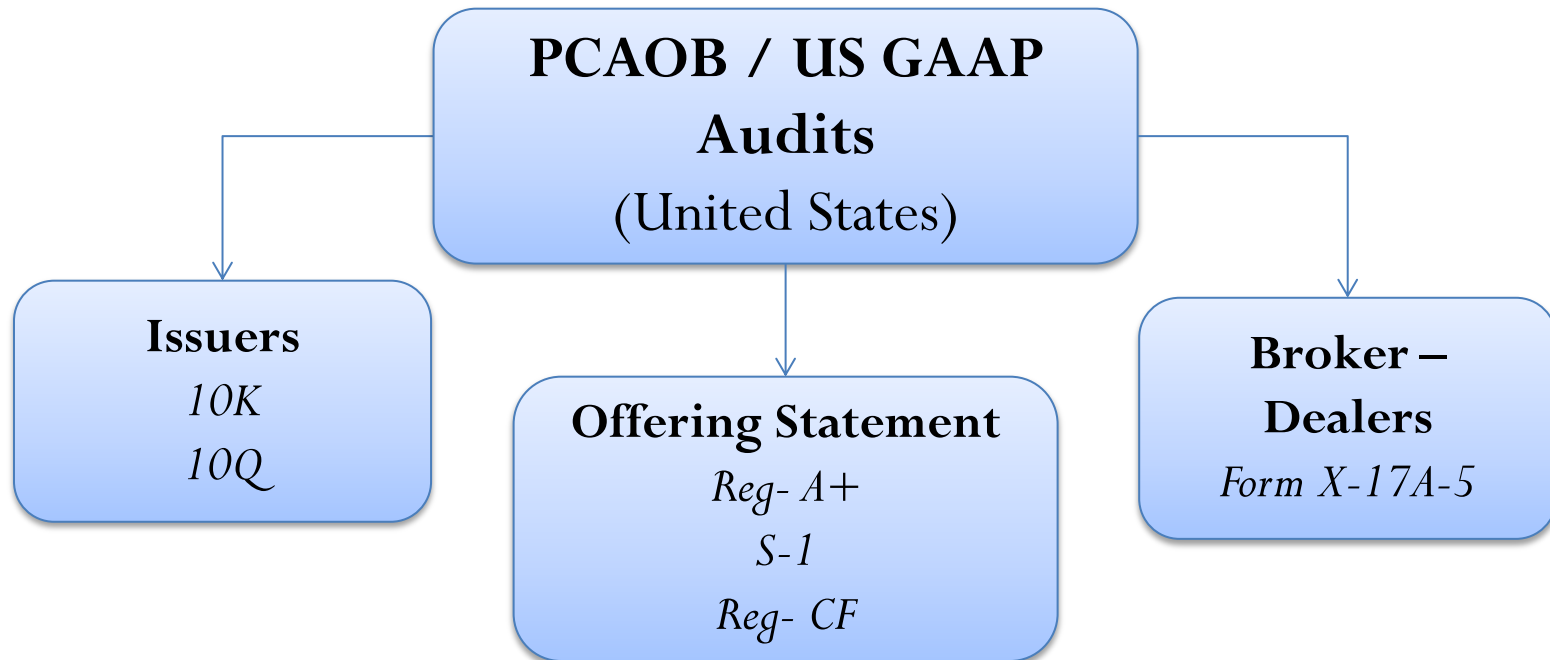 PCAOB / US GAAP
Audits
(United States)
Issuers
10K
10Q
Offering Statement
Reg- A+
S-1
Reg- CF
Broker –
Dealers
Form X-17A-5